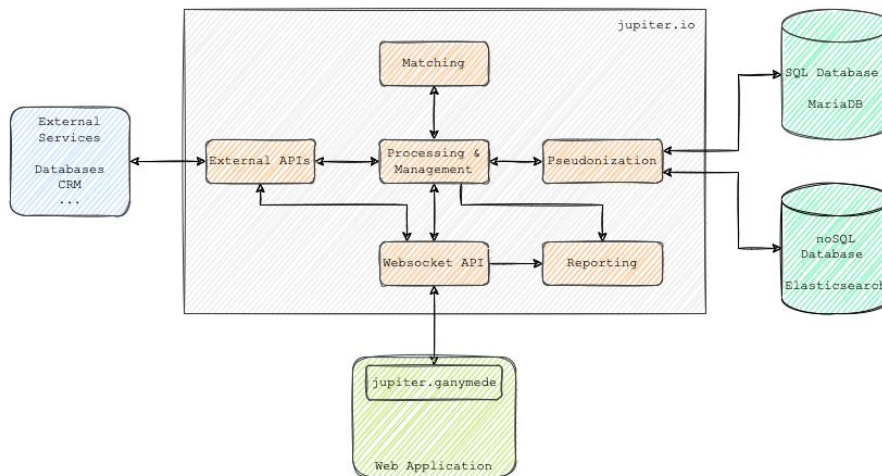 jupiter.io
Matching
SQL Database
MariaDB
External
Services
Databases
CRM
...
External APIs
Processing &
Management
Pseudonization
Websocket API
Reporting
noSQL
Database
Elasticsearch
jupiter.ganymede
Web Application